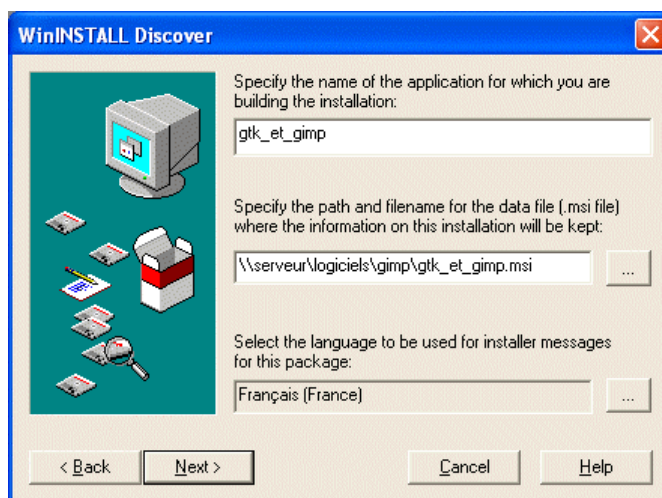 WinINSTALL Discover
Specify the name of the application for which you are
building the installation:
gtk_et_gimp
Specify the path and filename for the data file (.msi file)
where the information on this installation will be kept:
\\serveur\logiciels\gimp\gtk_et_gimp.msi
...
Select the language to be used for installer messages
for this package:
Français (France)
...
< Back
Next >
Cancel
Help